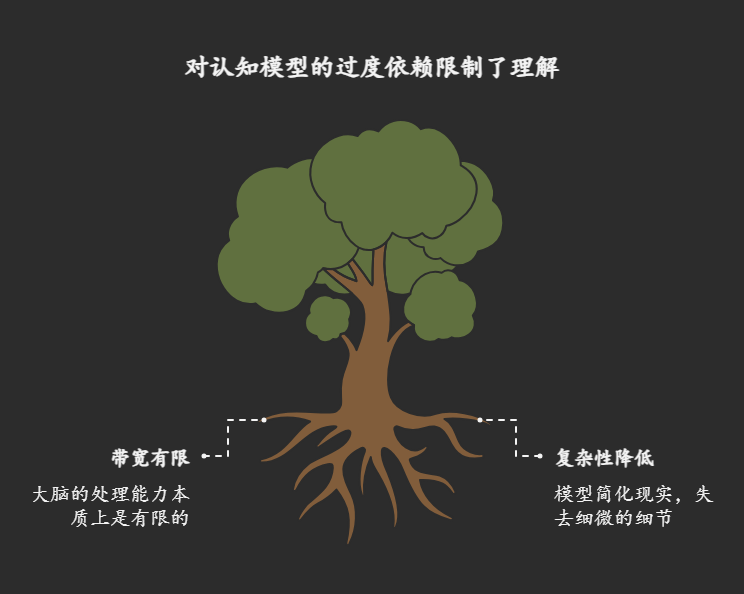 对认知模型的过度依赖限制了理解
带宽有限
大脑的处理能力本
质上是有限的
复杂性降低
模型简化现实，失
去细微的细节